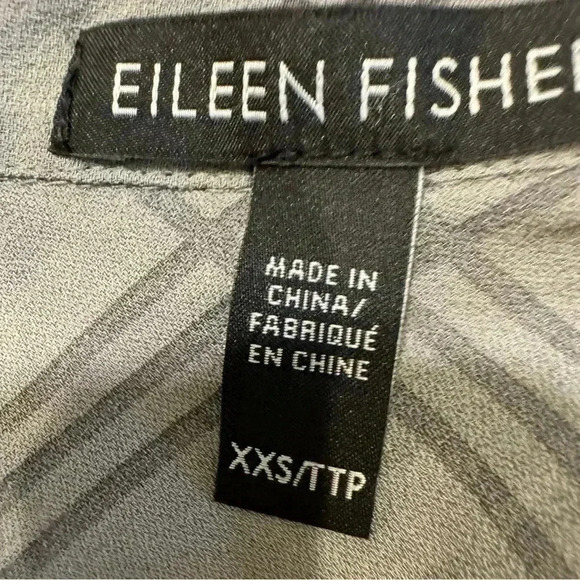 EILEEN FISHE
MADE IN
CHINA/
FABRIQUÉ
EN CHINE
XXS/TTP